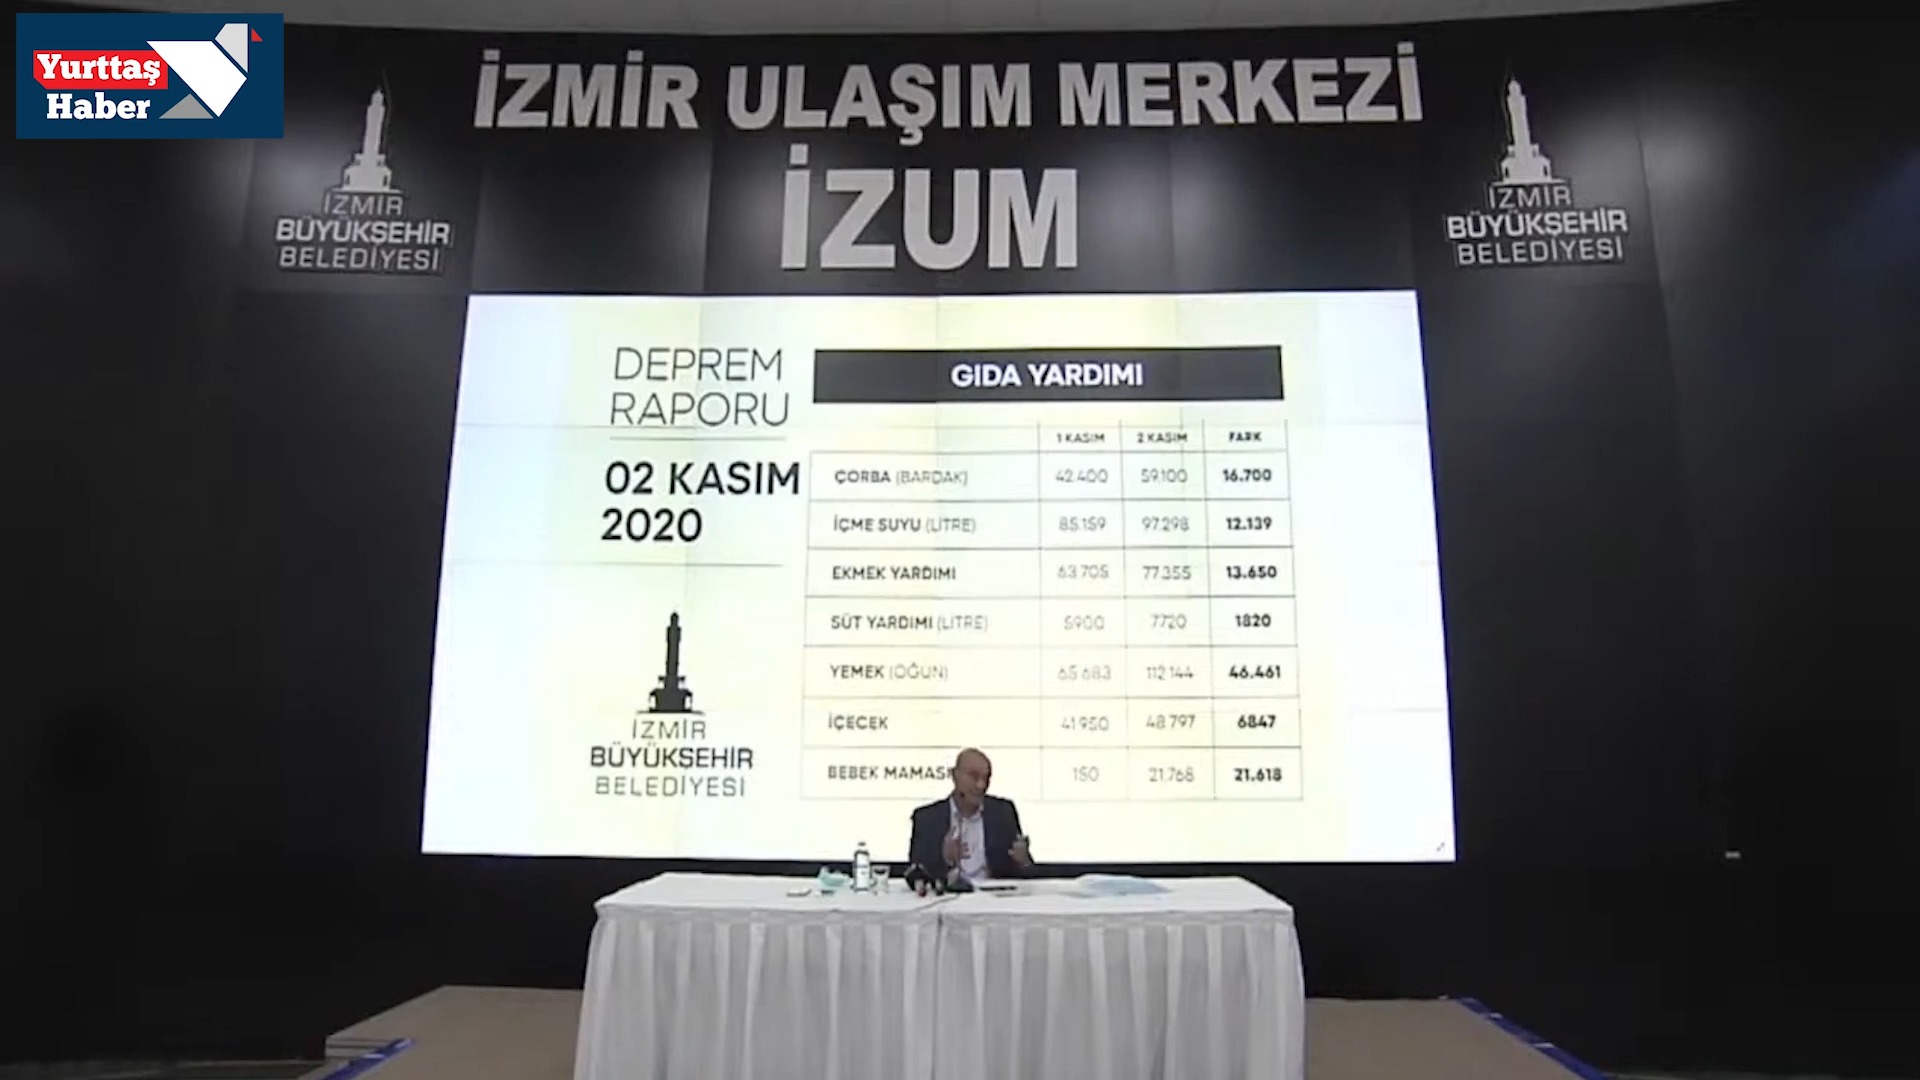 Yurttaş
Haber
İZMİR ULAŞIM MERKEZİ
İZUM
İZMİR
BÜYÜKŞEHİR
BELEDİYESİ
İZMİR
BÜYÜKŞEHİR
BELEDİYESİ
DEPREM
RAPORU
02 KASIM
2020
İZMİR
BÜYÜKŞEHİR
BELEDİYESİ
GIDA YARDIMI
1 KASIM 2 KASIM FARK
ÇORBA (BARDAK) 42.400 59.100 16.700
İÇME SUYU (LİTRE) 85.159 97.298 12.139
EKMEK YARDIMI 63.705 77.355 13.650
SÜT YARDIMI (LİTRE) 5900 7720 1820
YEMEK (ÖĞÜN) 65.683 112.144 46.461
İÇECEK 41.950 48.797 6847
BEBEK MAMASI 150 21.768 21.618